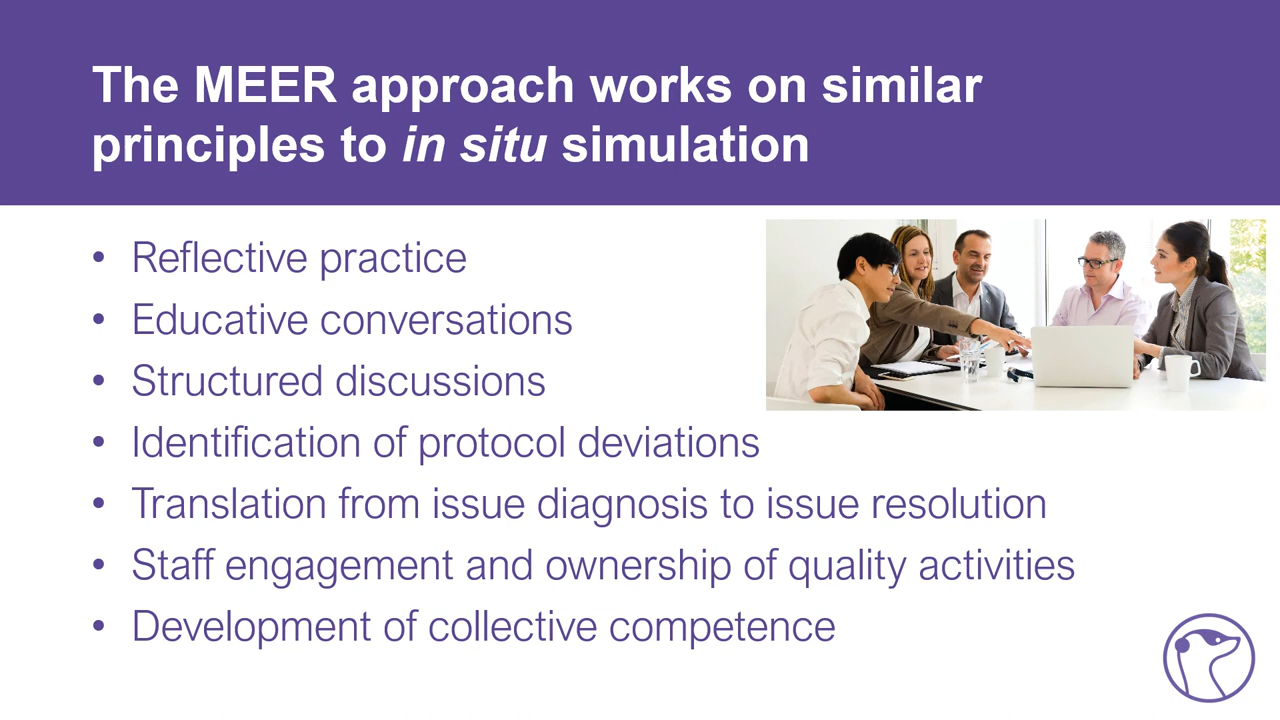 The MEER approach works on similar
principles to in situ simulation
• Reflective practice
• Educative conversations
• Structured discussions
• Identification of protocol deviations
• Translation from issue diagnosis to issue resolution
• Staff engagement and ownership of quality activities
• Development of collective competence